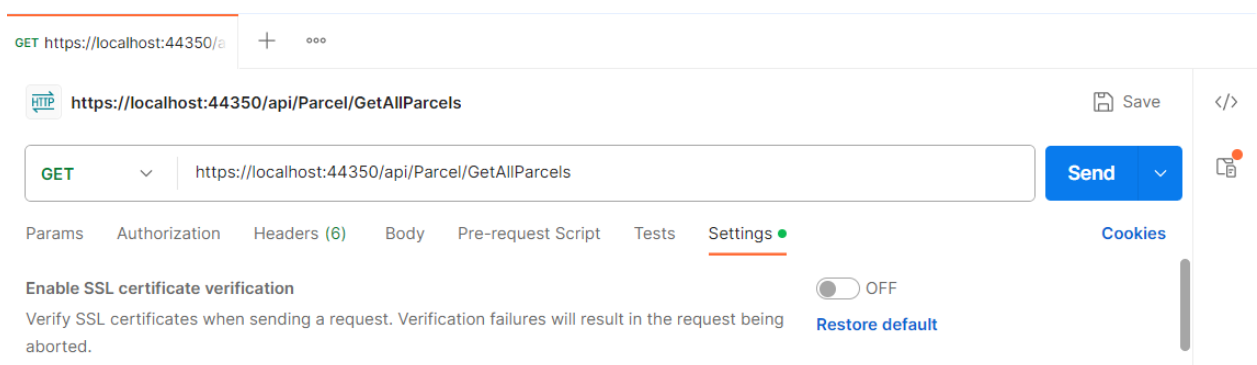 GET https://localhost:44350/a
HTTP https://localhost:44350/api/Parcel/GetAllParcels Save </>
GET https://localhost:44350/api/Parcel/GetAllParcels Send
Params Authorization Headers (6) Body Pre-request Script Tests Settings Cookies
Enable SSL certificate verification OFF
Verify SSL certificates when sending a request. Verification failures will result in the request being Restore default
aborted.